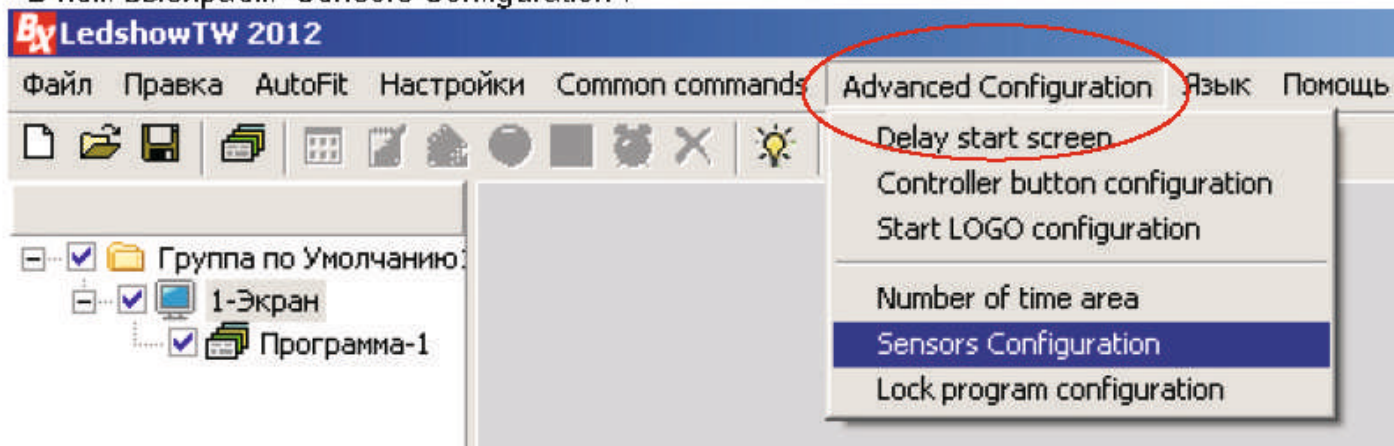 BX LedshowTW 2012
Файл Правка AutoFit Настройки Common commands Advanced Configuration Язык Помощь
Delay start screen
Controller button configuration
Start LOGO configuration
Группа по Умолчанию
1-Экран
Number of time area
Программа-1
Sensors Configuration
Lock program configuration